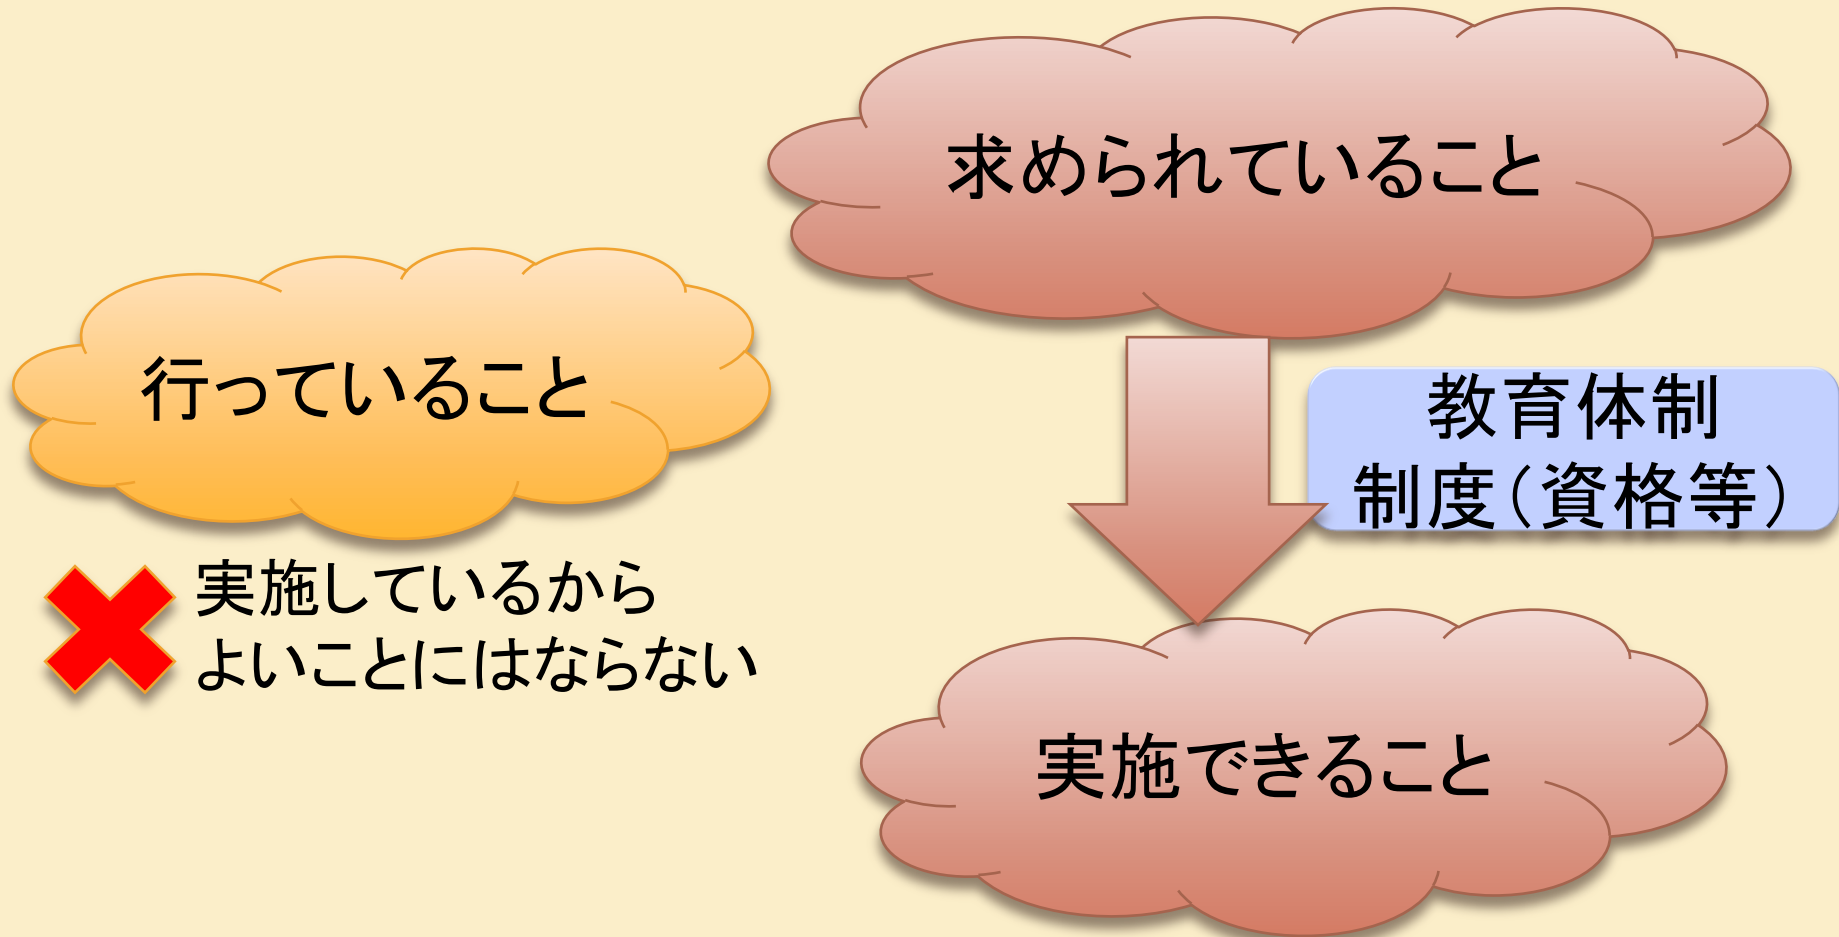 求められていること
行っていること
教育体制
制度（資格等）
実施しているから
よいことにはならない
実施できること